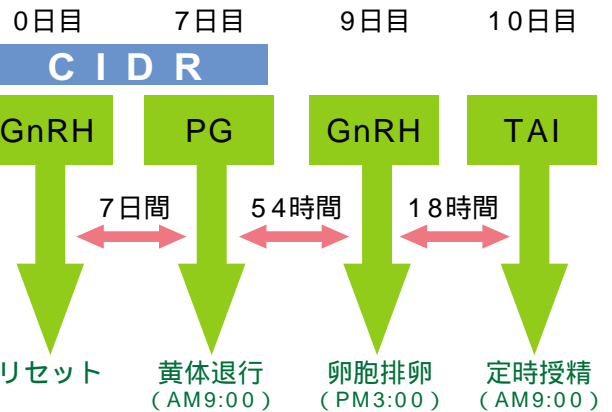 0日目 7日目 9日目 10日目
CIDR
GnRH PG GnRH TAI
7日間 54時間 18時間
リセット 黄体退行 卵胞排卵 定時授精
(AM9:00) (PM3:00) (AM9:00)